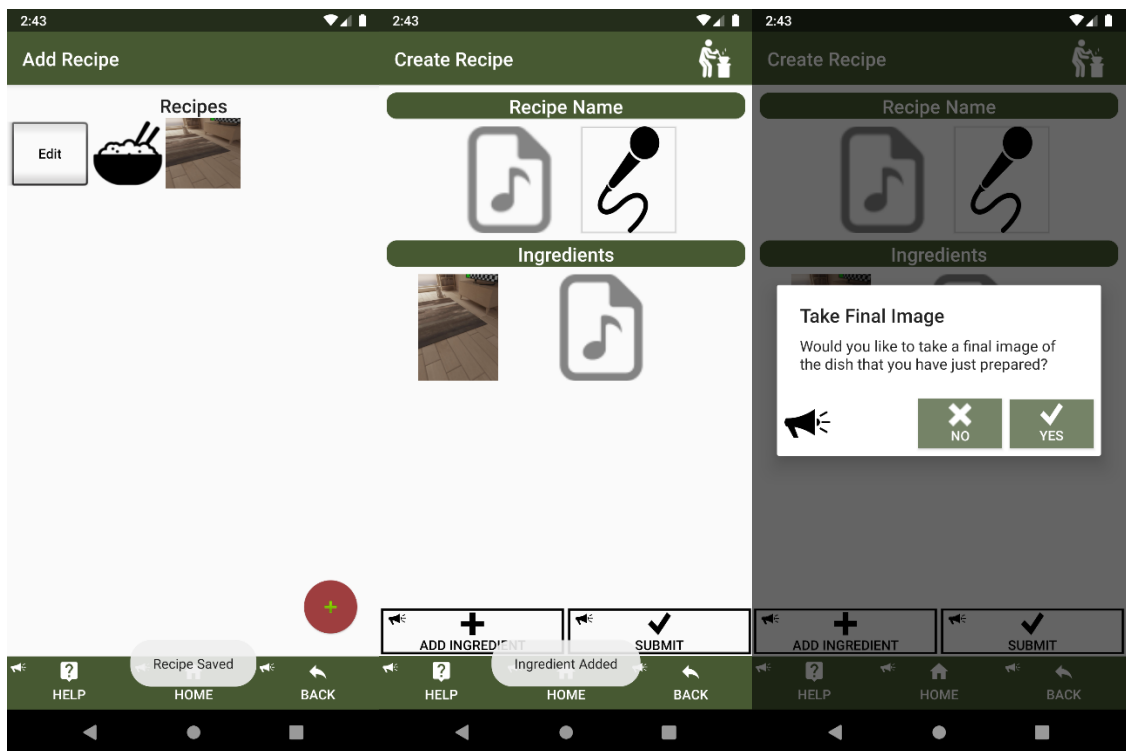 2:43
Add Recipe
Recipes
Edit
+
Recipe Saved
HELP
HOME
BACK
2:43
Create Recipe
Recipe Name
Ingredients
ADD INGREDIENT
SUBMIT
Ingredient Added
HELP
HOME
BACK
2:43
Create Recipe
Recipe Name
Ingredients
Take Final Image
Would you like to take a final image of
the dish that you have just prepared?
NO
YES
ADD INGREDIENT
SUBMIT
HELP
HOME
BACK